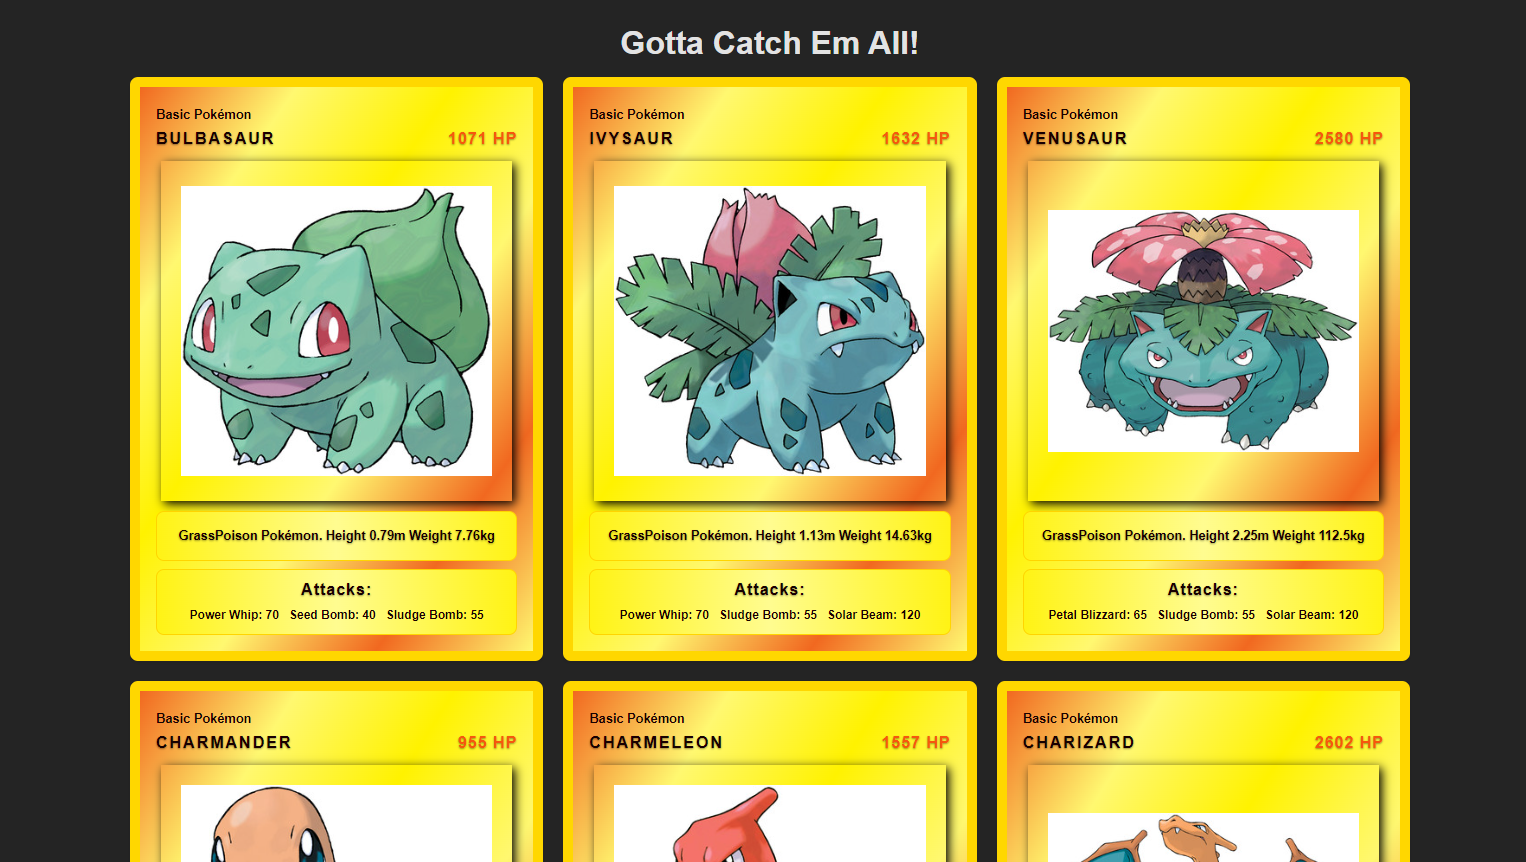 Gotta Catch Em All!
Basic Pokémon
BULBASAUR 1071 HP
GrassPoison Pokémon. Height 0.79m Weight 7.76kg
Attacks:
Power Whip: 70 Seed Bomb: 40 Sludge Bomb: 55
Basic Pokémon
IVYSAUR 1632 HP
GrassPoison Pokémon. Height 1.13m Weight 14.63kg
Attacks:
Power Whip: 70 Sludge Bomb: 55 Solar Beam: 120
Basic Pokémon
VENUSAUR 2580 HP
GrassPoison Pokémon. Height 2.25m Weight 112.5kg
Attacks:
Petal Blizzard: 65 Sludge Bomb: 55 Solar Beam: 120
Basic Pokémon
CHARMANDER 955 HP
Basic Pokémon
CHARMELEON 1557 HP
Basic Pokémon
CHARIZARD 2602 HP